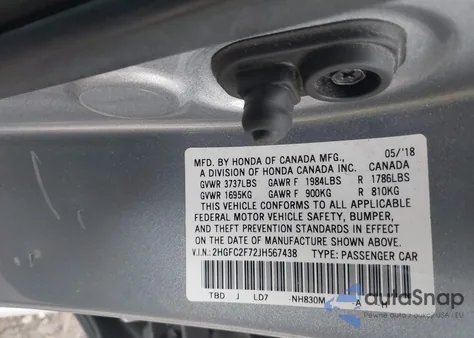 MFD. BY HONDA OF CANADA MFG., 05/'18
A DIVISION OF HONDA CANADA INC. CANADA
GVWR 3737LBS GAWR F 1984LBS R 1786LBS
GVWR 1695KG GAWR F 900KG R 810KG
THIS VEHICLE CONFORMS TO ALL APPLICABLE
FEDERAL MOTOR VEHICLE SAFETY, BUMPER,
AND THEFT PREVENTION STANDARDS IN EFFECT
ON THE DATE OF MANUFACTURE SHOWN ABOVE.
V.I.N.: 2HGFC2F72JH567438 TYPE: PASSENGER CAR
TBD J LD7 -NH830M -A H
autoSnap